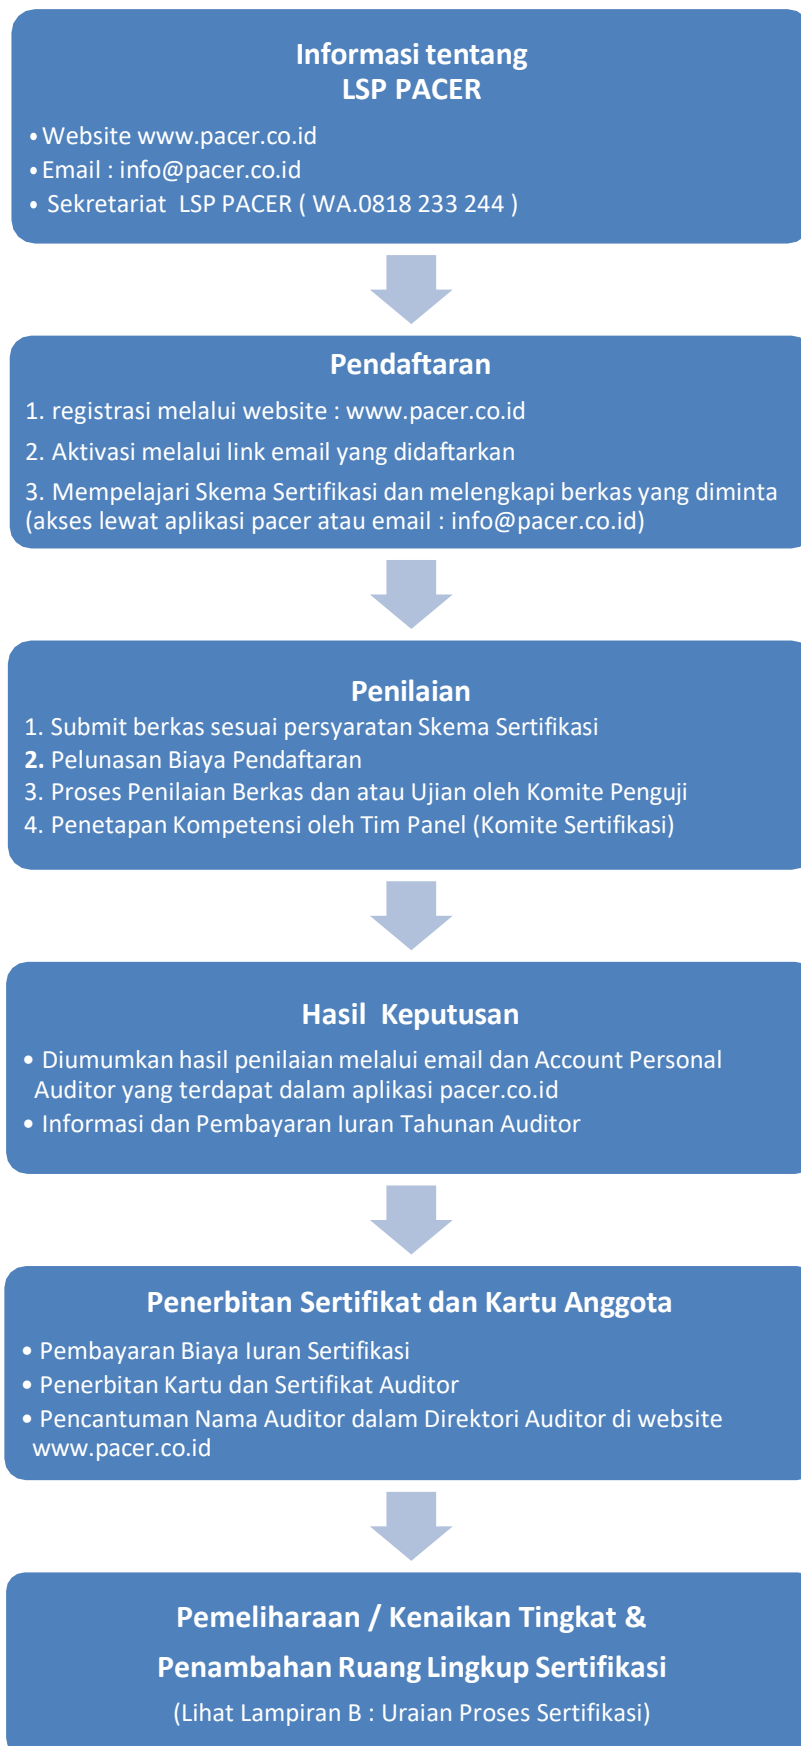 Informasi tentang
LSP PACER
• Website www.pacer.co.id
• Email : info@pacer.co.id
• Sekretariat LSP PACER ( WA.0818 233 244 )
Pendaftaran
1. registrasi melalui website : www.pacer.co.id
2. Aktivasi melalui link email yang didaftarkan
3. Mempelajari Skema Sertifikasi dan melengkapi berkas yang diminta
(akses lewat aplikasi pacer atau email : info@pacer.co.id)
Penilaian
1. Submit berkas sesuai persyaratan Skema Sertifikasi
2. Pelunasan Biaya Pendaftaran
3. Proses Penilaian Berkas dan atau Ujian oleh Komite Penguji
4. Penetapan Kompetensi oleh Tim Panel (Komite Sertifikasi)
Hasil Keputusan
• Diumumkan hasil penilaian melalui email dan Account Personal
Auditor yang terdapat dalam aplikasi pacer.co.id
• Informasi dan Pembayaran Iuran Tahunan Auditor
Penerbitan Sertifikat dan Kartu Anggota
• Pembayaran Biaya Iuran Sertifikasi
• Penerbitan Kartu dan Sertifikat Auditor
• Pencantuman Nama Auditor dalam Direktori Auditor di website
www.pacer.co.id
Pemeliharaan / Kenaikan Tingkat &
Penambahan Ruang Lingkup Sertifikasi
(Lihat Lampiran B : Uraian Proses Sertifikasi)